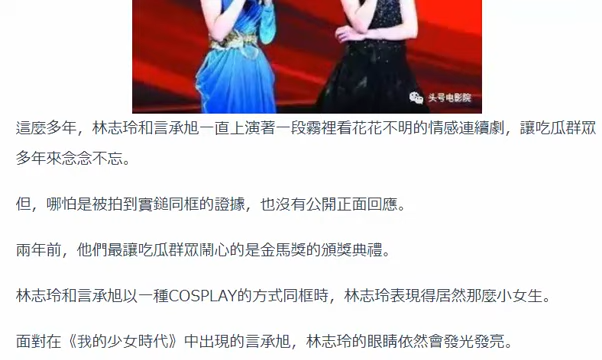 头号电影院
這麼多年，林志玲和言承旭一直上演著一段霧裡看花花不明的情感連續劇，讓吃瓜群眾
多年來念念不忘。
但，哪怕是被拍到實鎚同框的證據，也沒有公開正面回應。
兩年前，他們最讓吃瓜群眾鬧心的是金馬獎的頒獎典禮。
林志玲和言承旭以一種COSPLAY的方式同框時，林志玲表現得居然那麼小女生。
面對在《我的少女時代》中出現的言承旭，林志玲的眼睛依然會發光發亮。